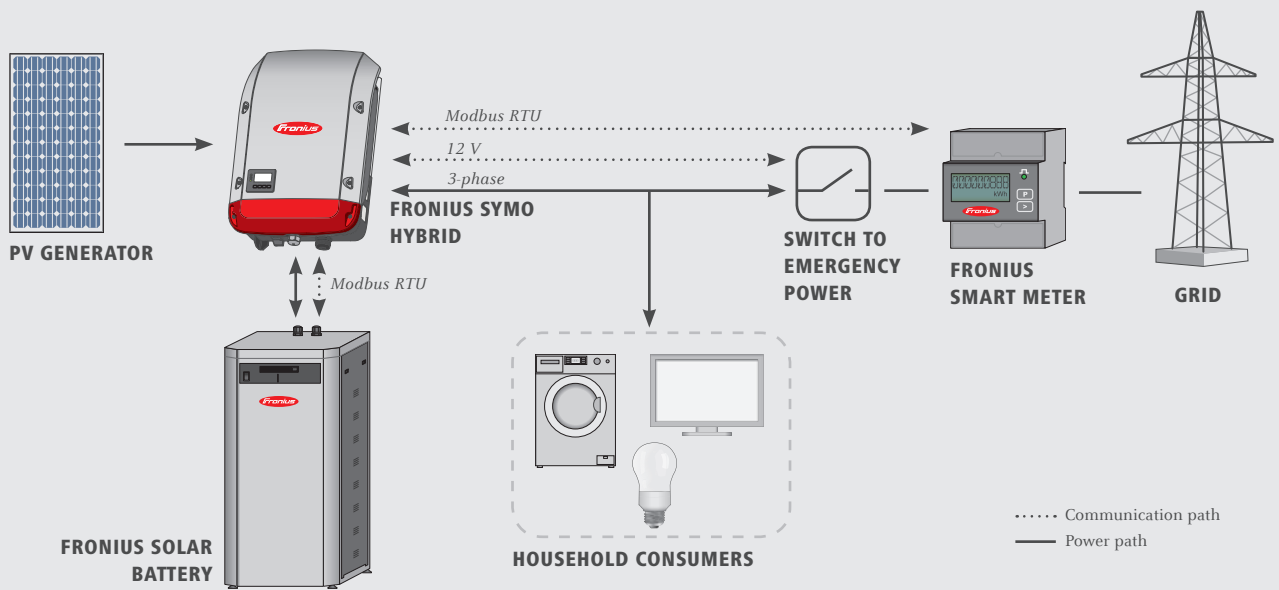 Fronius
Modbus RTU
12 V
3-phase
PV GENERATOR
FRONIUS SYMO
HYBRID
SWITCH TO
EMERGENCY
POWER
kWh
P
>
Fronius
FRONIUS
SMART METER
GRID
Modbus RTU
Fronius
FRONIUS SOLAR
BATTERY
HOUSEHOLD CONSUMERS
Communication path
Power path